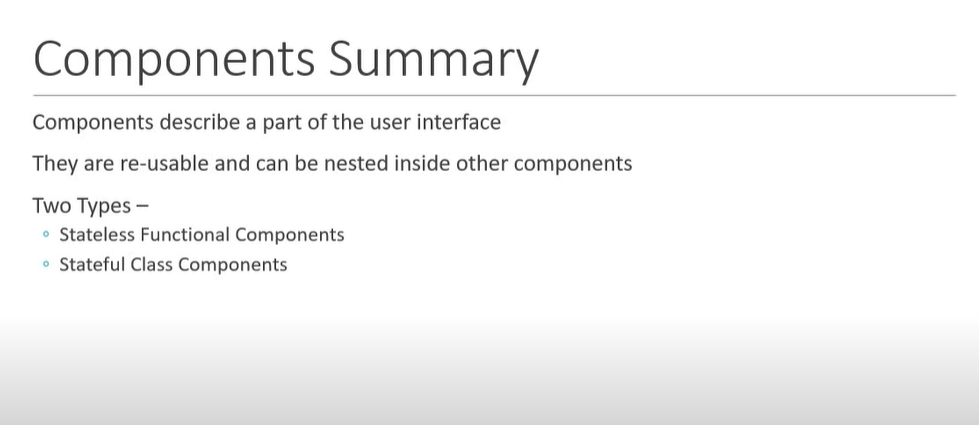 Components Summary
Components describe a part of the user interface
They are re-usable and can be nested inside other components
Two Types –
Stateless Functional Components
Stateful Class Components